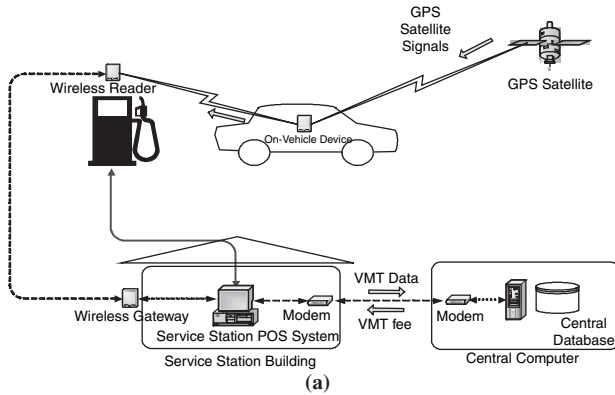 GPS
Satellite
Signals
GPS Satellite
Wireless Reader
On-Vehicle Device
VMT Data
VMT fee
Wireless Gateway
Modem
Service Station POS System
Service Station Building
Modem
Central
Database
Central Computer
(a)